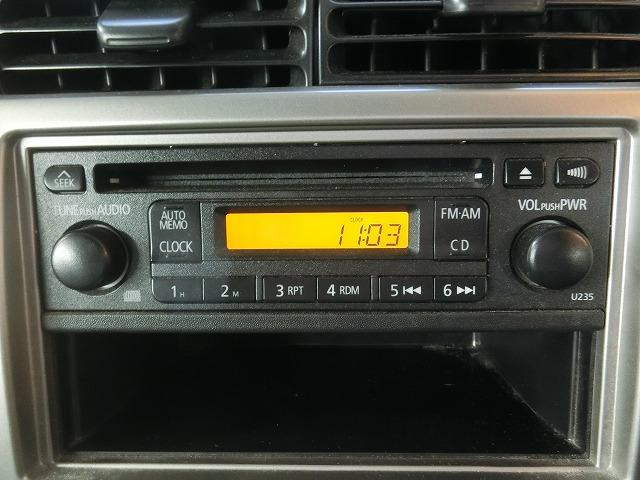 SEEK
TUNE PUSH AUDIO
AUTO
MEMO
CLOCK
CLOCK
11:03
FM·AM
CD
VOL PUSH PWR
1 H
2 M
3 RPT
4 RDM
5
6
U235